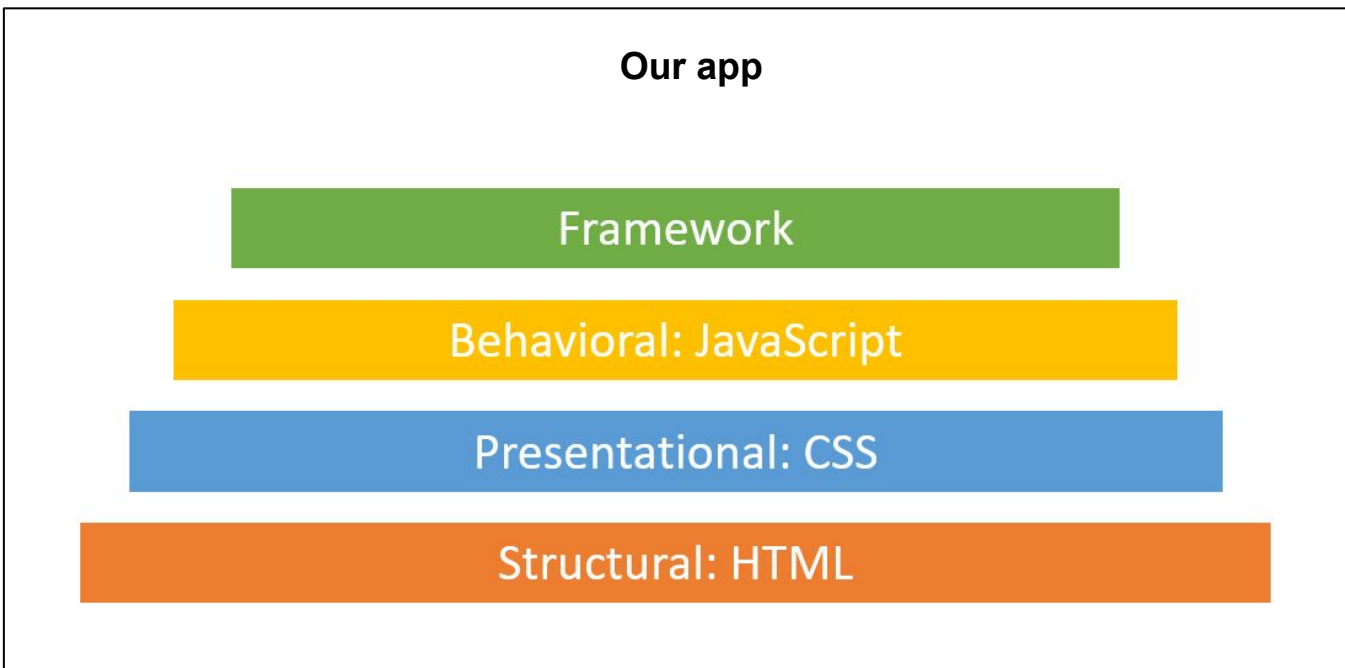 Our app
Framework
Behavioral: JavaScript
Presentational: CSS
Structural: HTML